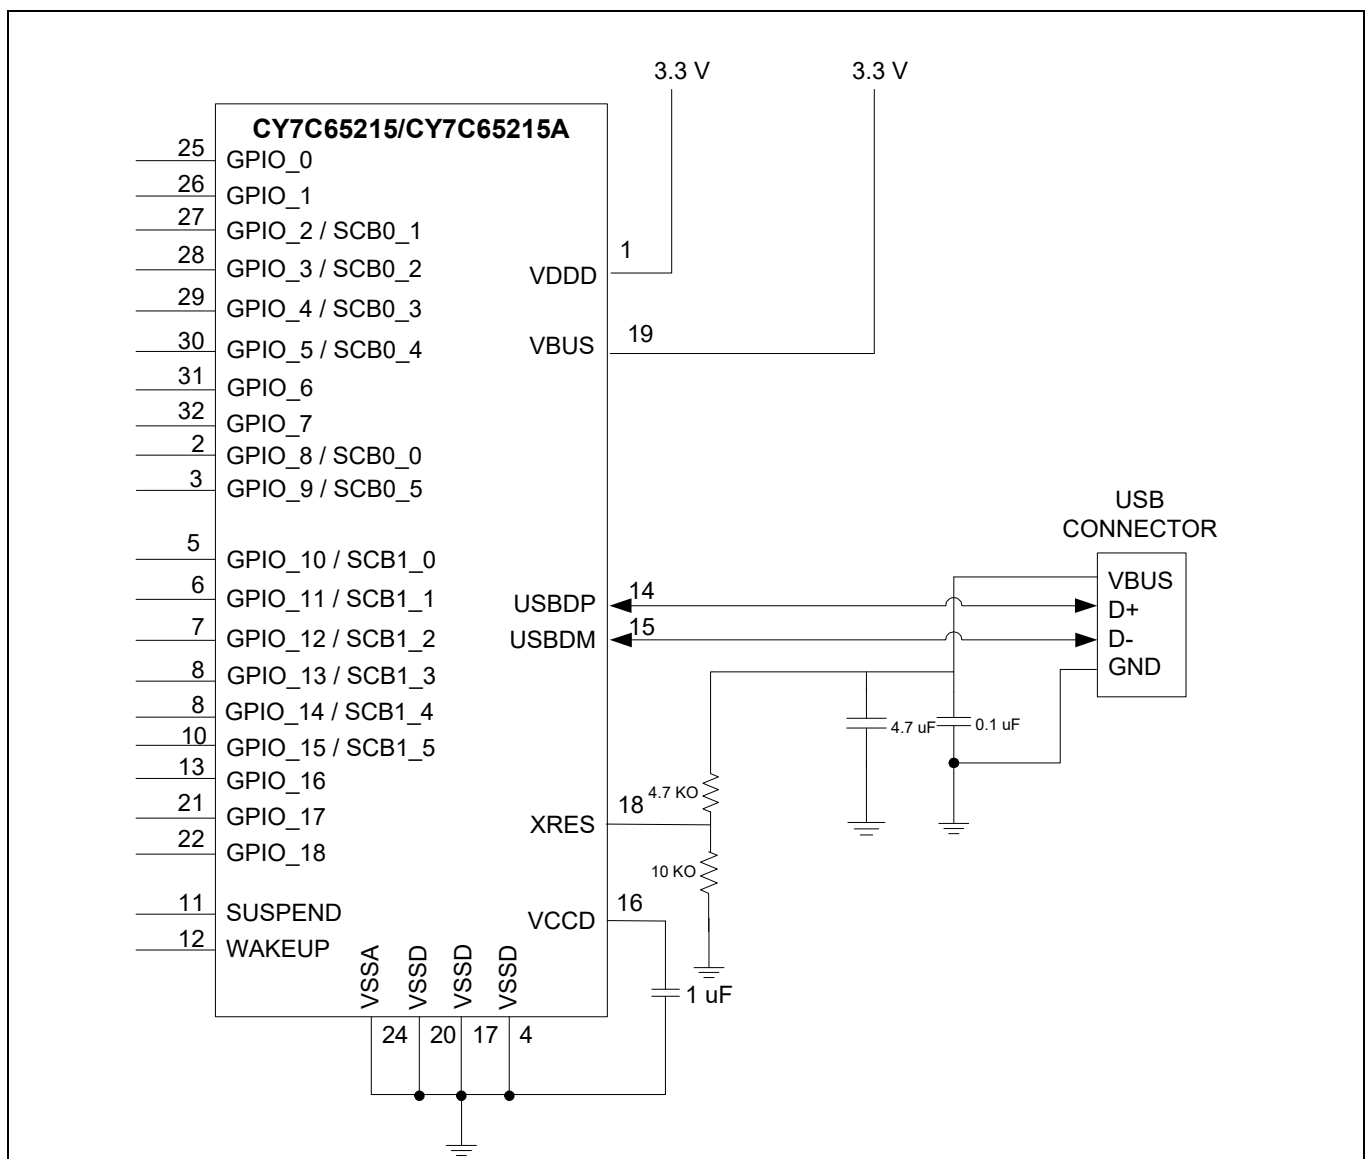 3.3 V
3.3 V
CY7C65215/CY7C65215A
25
GPIO_0
26
GPIO_1
27
GPIO_2 / SCB0_1
28
GPIO_3 / SCB0_2
29
GPIO_4 / SCB0_3
30
GPIO_5 / SCB0_4
31
GPIO_6
32
GPIO_7
2
GPIO_8 / SCB0_0
3
GPIO_9 / SCB0_5
5
GPIO_10 / SCB1_0
6
GPIO_11 / SCB1_1
7
GPIO_12 / SCB1_2
8
GPIO_13 / SCB1_3
8
GPIO_14 / SCB1_4
10
GPIO_15 / SCB1_5
13
GPIO_16
21
GPIO_17
22
GPIO_18
11
SUSPEND
12
WAKEUP
VDDD
1
VBUS
19
USBDP
14
USBDM
15
XRES
18
VCCD
16
VSSA
VSSD
VSSD
VSSD
24
20
17
4
1 uF
4.7 KO
10 KO
4.7 uF
0.1 uF
USB
CONNECTOR
VBUS
D+
D-
GND